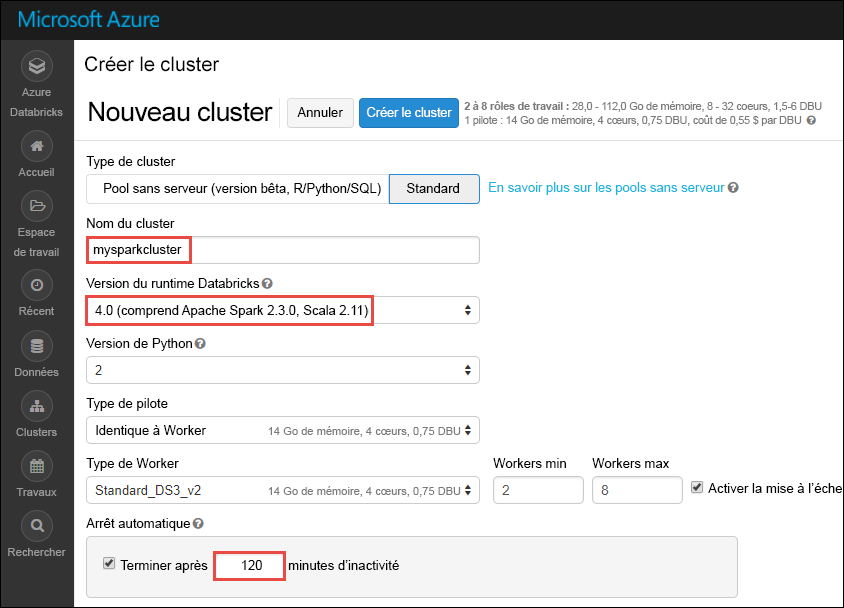 Microsoft Azure
Azure
Databricks
Accueil
Espace
de travail
Récent
Données
Clusters
Travaux
Rechercher
Créer le cluster
Nouveau cluster
Annuler
Créer le cluster
2 à 8 rôles de travail : 28,0 - 112,0 Go de mémoire, 8 - 32 coeurs, 1,5-6 DBU
1 pilote : 14 Go de mémoire, 4 cœurs, 0,75 DBU, coût de 0,55 $ par DBU ?
Type de cluster
Pool sans serveur (version bêta, R/Python/SQL)
Standard
En savoir plus sur les pools sans serveur ?
Nom du cluster
mysparkcluster
Version du runtime Databricks ?
4.0 (comprend Apache Spark 2.3.0, Scala 2.11)
Version de Python ?
2
Type de pilote
Identique à Worker 14 Go de mémoire, 4 cœurs, 0,75 DBU
Type de Worker Workers min Workers max
Standard_DS3_v2 14 Go de mémoire, 4 cœurs, 0,75 DBU 2 8 Activer la mise à l'éche
Arrêt automatique ?
Terminer après 120 minutes d'inactivité